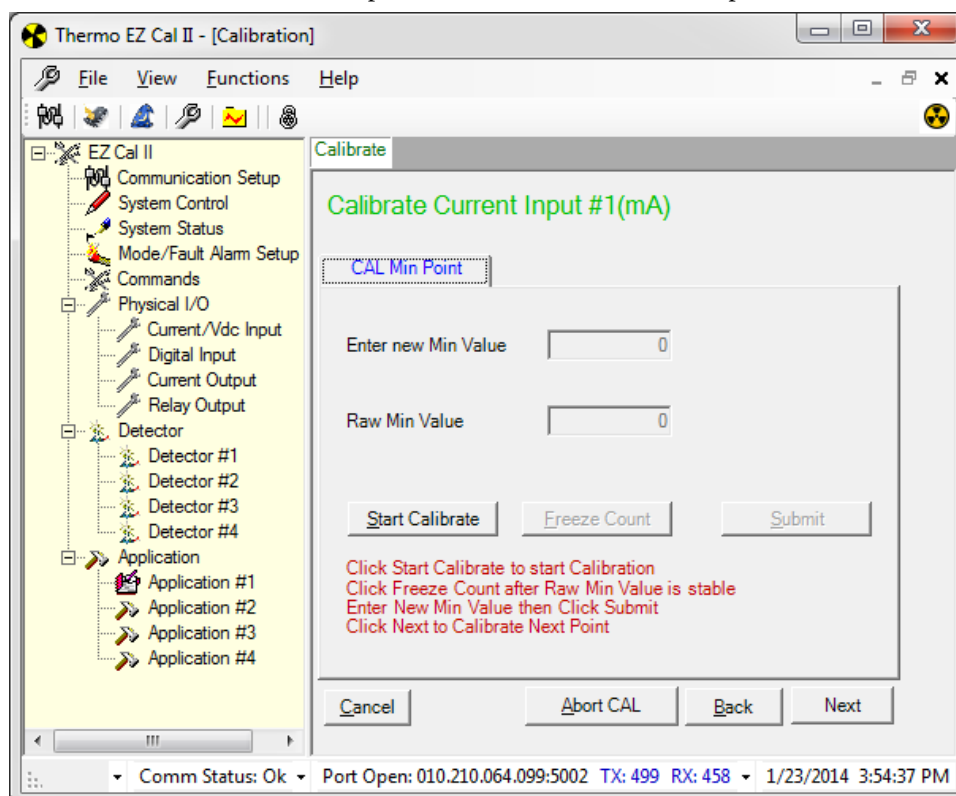 Thermo EZ Cal II - [Calibration]
File View Functions Help
EZ Cal II
Communication Setup
System Control
System Status
Mode/Fault Alarm Setup
Commands
Physical I/O
Current/Vdc Input
Digital Input
Current Output
Relay Output
Detector
Detector #1
Detector #2
Detector #3
Detector #4
Application
Application #1
Application #2
Application #3
Application #4
Calibrate
Calibrate Current Input #1(mA)
CAL Min Point
Enter new Min Value 0
Raw Min Value 0
Start Calibrate Freeze Count Submit
Click Start Calibrate to start Calibration
Click Freeze Count after Raw Min Value is stable
Enter New Min Value then Click Submit
Click Next to Calibrate Next Point
Cancel Abort CAL Back Next
Comm Status: Ok Port Open: 010.210.064.099:5002 TX: 499 RX: 458 1/23/2014 3:54:37 PM